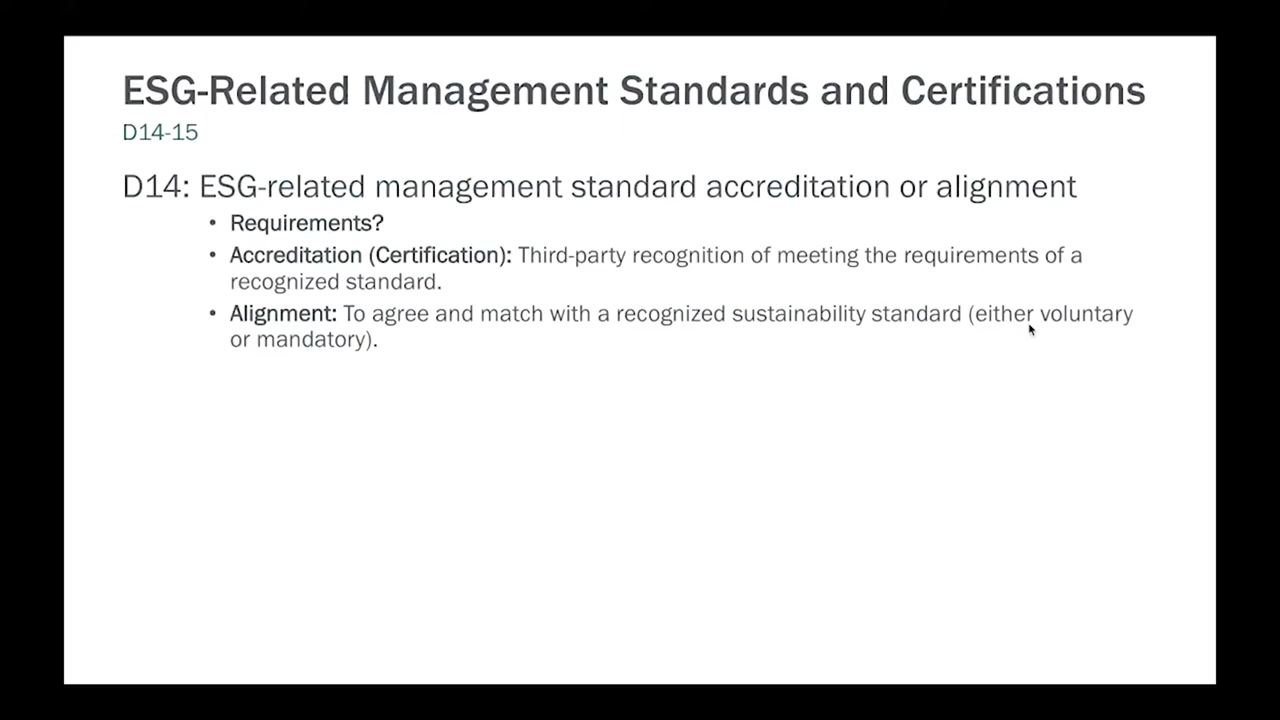 ESG-Related Management Standards and Certifications
D14-15
D14: ESG-related management standard accreditation or alignment
• Requirements?
• Accreditation (Certification): Third-party recognition of meeting the requirements of a
recognized standard.
• Alignment: To agree and match with a recognized sustainability standard (either voluntary
or mandatory).